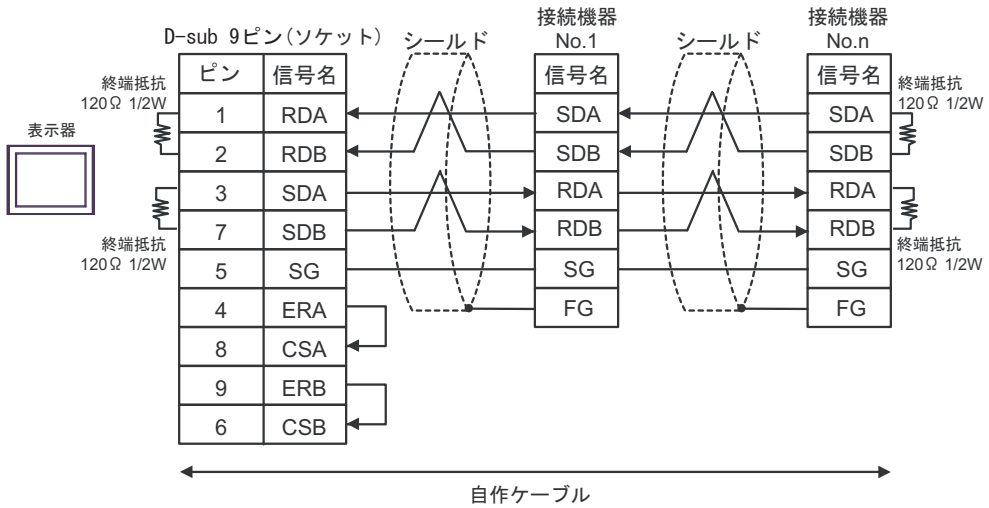 接続機器
No.1
接続機器
No.n
D-sub 9ピン(ソケット)
シールド
シールド
ピン 信号名
信号名
信号名
終端抵抗
120Ω 1/2W
終端抵抗
120Ω 1/2W
表示器
1 RDA SDA SDA
2 RDB SDB SDB
3 SDA RDA RDA
7 SDB RDB RDB
終端抵抗
120Ω 1/2W
終端抵抗
120Ω 1/2W
5 SG SG SG
4 ERA FG FG
8 CSA
9 ERB
6 CSB
自作ケーブル